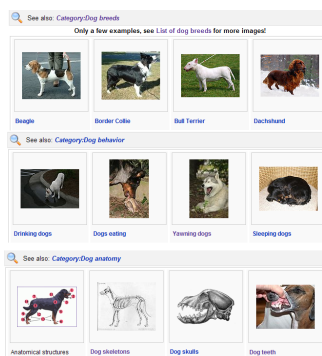 See also: Category:Dog breeds
Only a few examples, see List of dog breeds for more images!
Beagle
Border Collie
Bull Terrier
Dachshund
See also: Category:Dog behavior
Drinking dogs
Dogs eating
Yawning dogs
Sleeping dogs
See also: Category:Dog anatomy
Anatomical structures
Dog skeletons
Dog skulls
Dog teeth